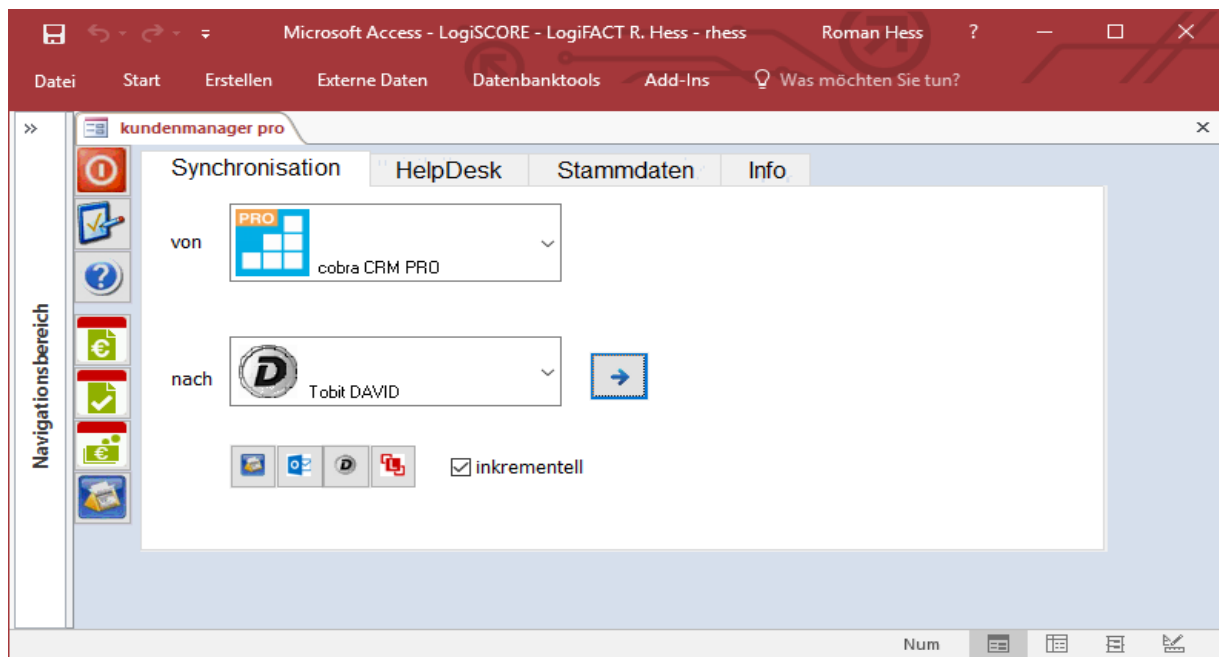 Microsoft Access - LogiSCORE - LogiFACT R. Hess - rhess Roman Hess ?
Datei Start Erstellen Externe Daten Datenbanktools Add-Ins Was möchten Sie tun?
» kundenmanager pro ×
Synchronisation HelpDesk Stammdaten Info
von PRO cobra CRM PRO
Navigationsbereich
nach D Tobit DAVID
inkrementell
Num